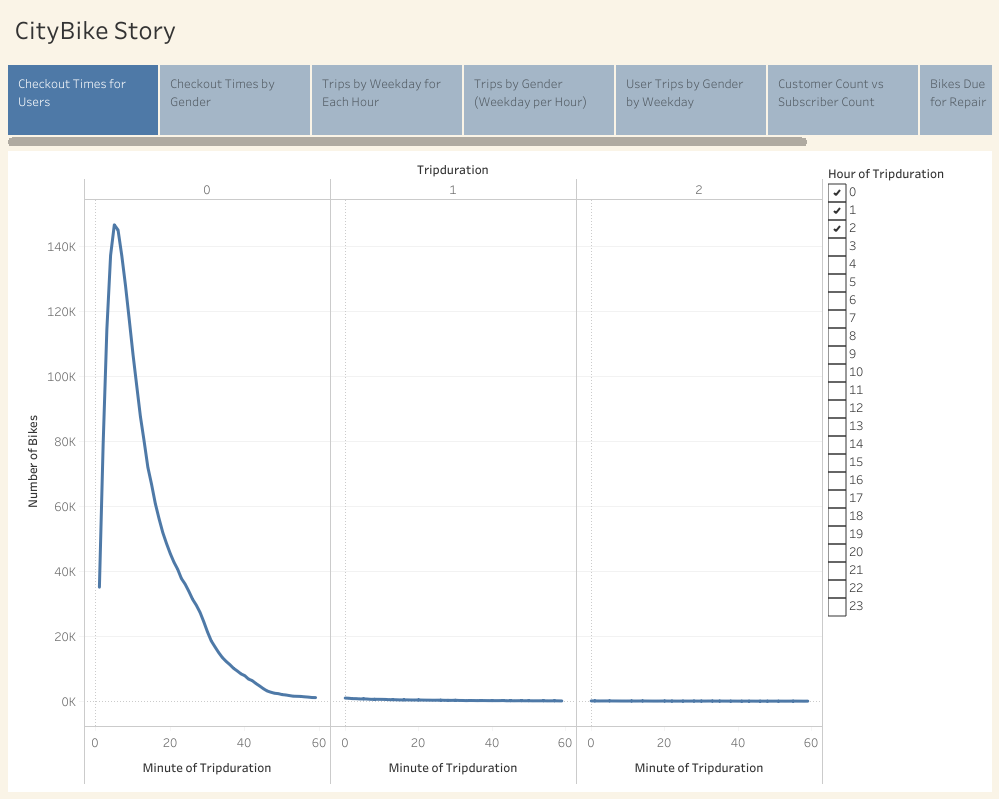 CityBike Story
Checkout Times for
Users
Checkout Times by
Gender
Trips by Weekday for
Each Hour
Trips by Gender
(Weekday per Hour)
User Trips by Gender
by Weekday
Customer Count vs
Subscriber Count
Bikes Due
for Repair
Tripduration
0
1
2
Number of Bikes
140K
120K
100K
80K
60K
40K
20K
0K
0 20 40 60
0 20 40 60
0 20 40 60
Minute of Tripduration
Minute of Tripduration
Minute of Tripduration
Hour of Tripduration
0
1
2
3
4
5
6
7
8
9
10
11
12
13
14
15
16
17
18
19
20
21
22
23